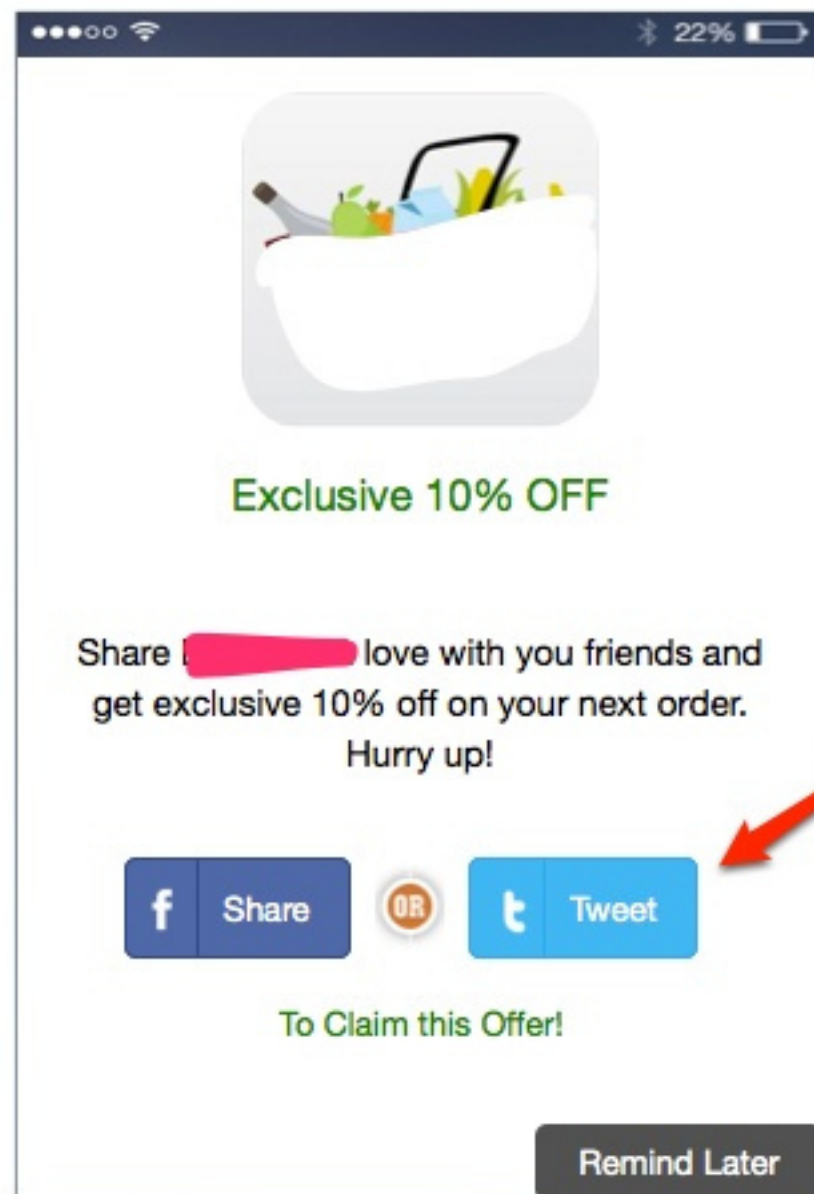 22%
Exclusive 10% OFF
Share love with you friends and
get exclusive 10% off on your next order.
Hurry up!
f Share OR t Tweet
To Claim this Offer!
Remind Later